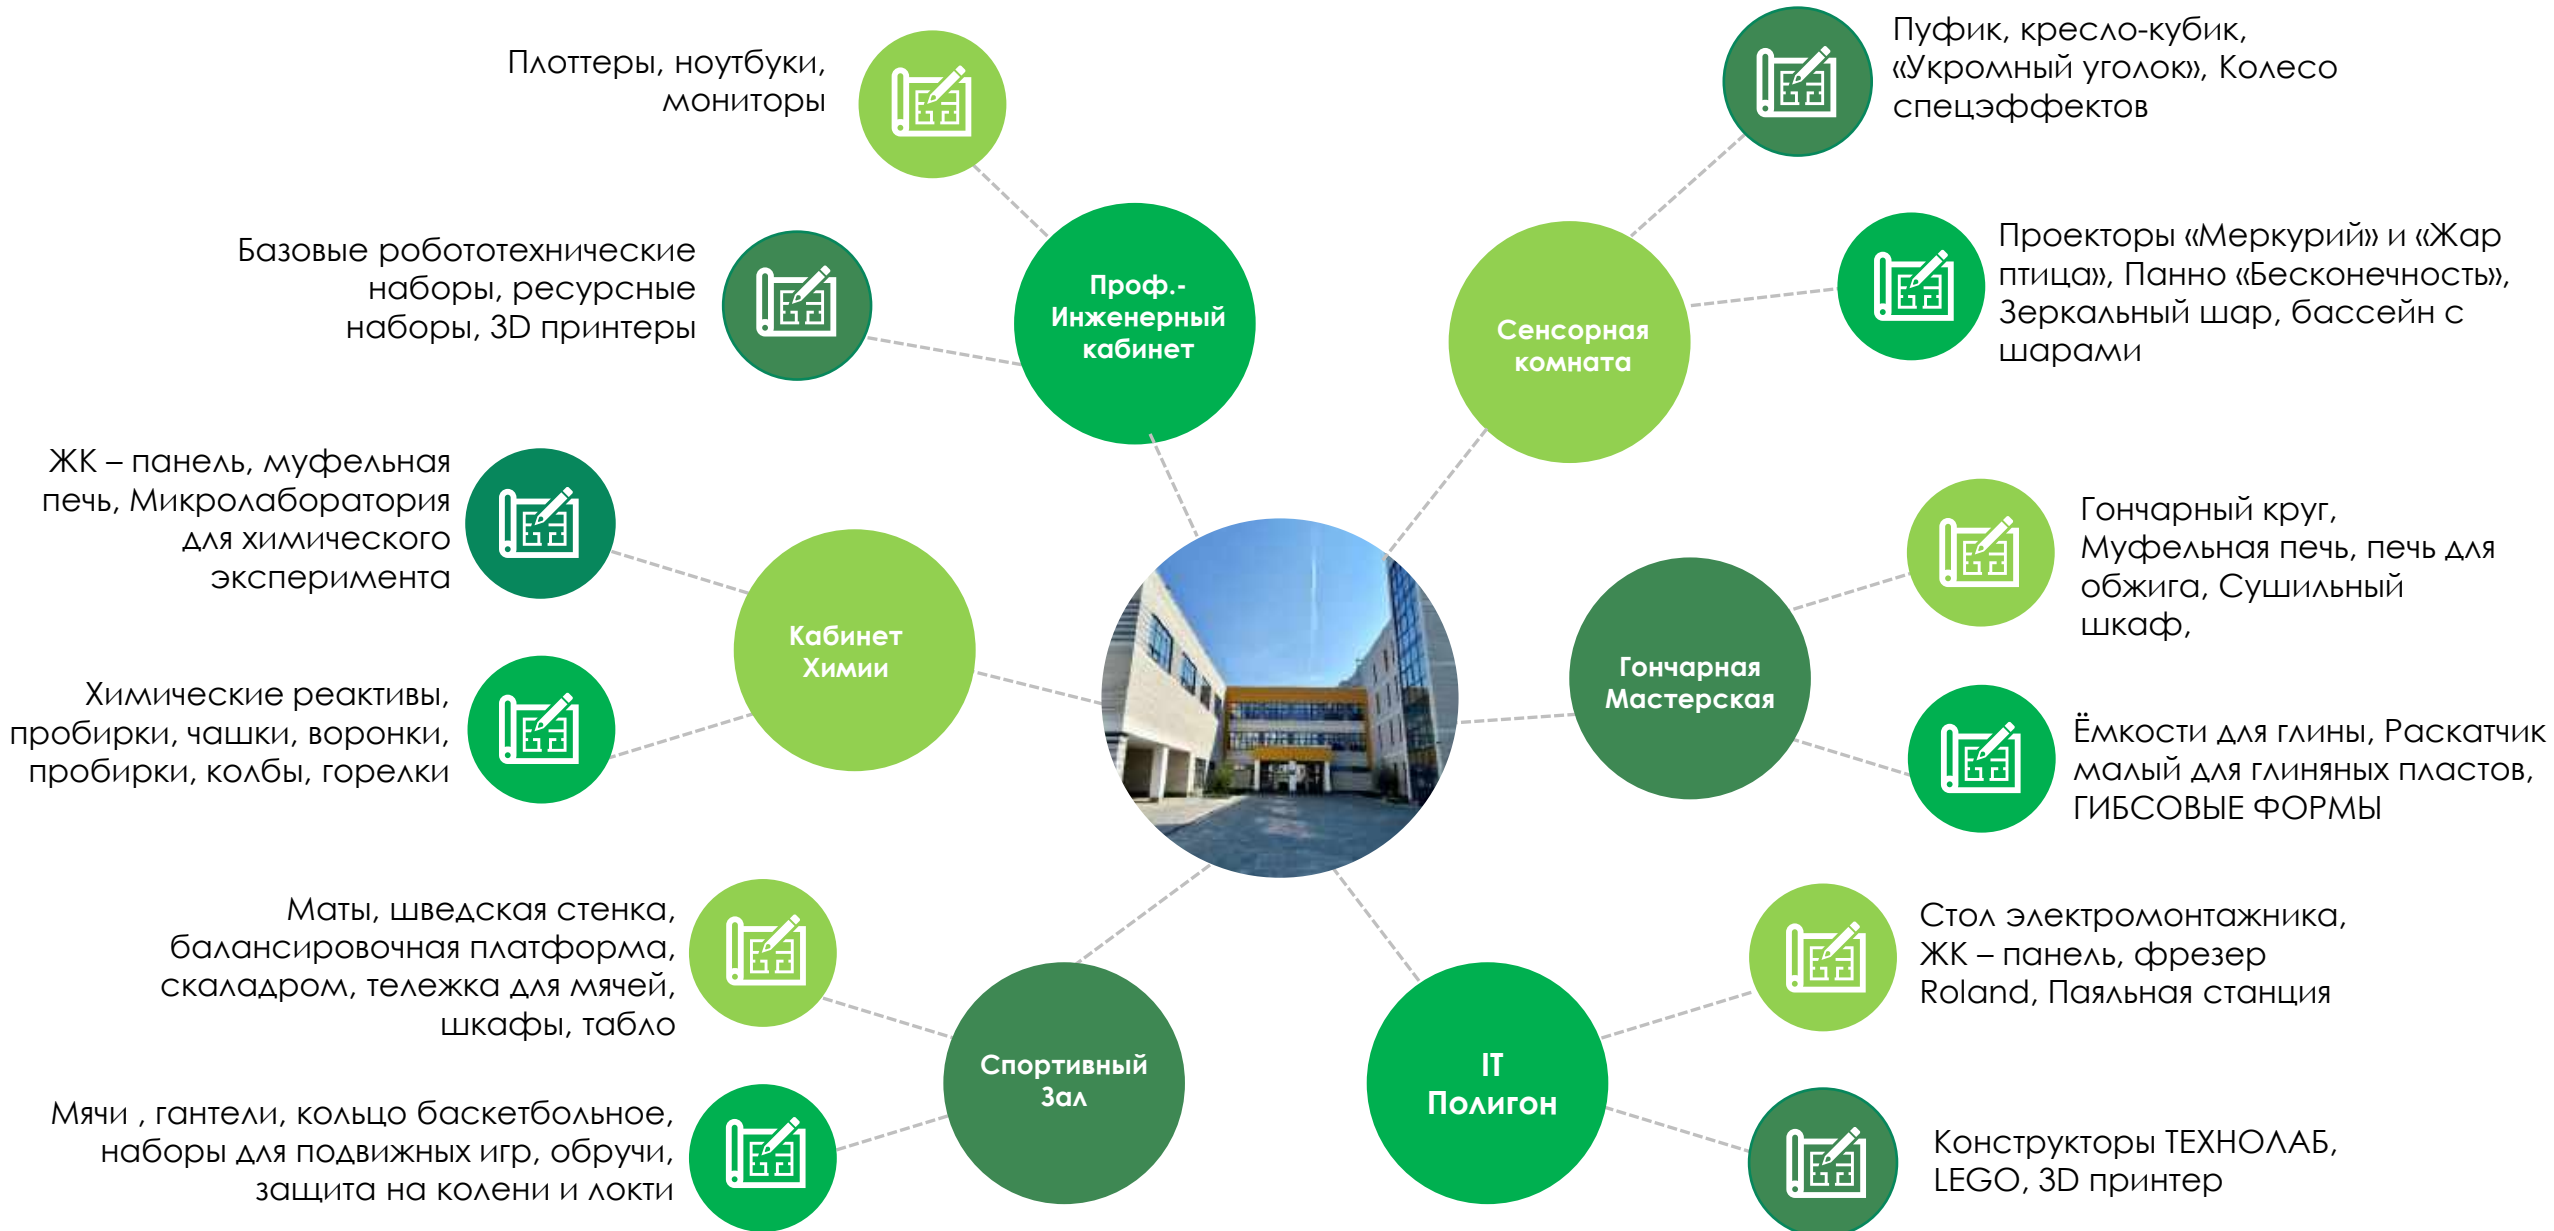 Плоттеры, ноутбуки,
мониторы
Базовые робототехнические
наборы, ресурсные
наборы, 3D принтеры
Проф.-
Инженерный
кабинет
Пуфик, кресло-кубик,
«Укромный уголок», Колесо
спецэффектов
Проекторы «Меркурий» и «Жар
птица», Панно «Бесконечность»,
Зеркальный шар, бассейн с
шарами
Сенсорная
комната
ЖК – панель, муфельная
печь, Микролаборатория
для химического
эксперимента
Химические реактивы,
пробирки, чашки, воронки,
пробирки, колбы, горелки
Кабинет
Химии
Гончарный круг,
Муфельная печь, печь для
обжига, Сушильный
шкаф,
Ёмкости для глины, Раскатчик
малый для глиняных пластов,
ГИБСОВЫЕ ФОРМЫ
Гончарная
Мастерская
Маты, шведская стенка,
балансировочная платформа,
скаладром, тележка для мячей,
шкафы, табло
Мячи , гантели, кольцо баскетбольное,
наборы для подвижных игр, обручи,
защита на колени и локти
Спортивный
Зал
Стол электромонтажника,
ЖК – панель, фрезер
Roland, Паяльная станция
Конструкторы ТЕХНОЛАБ,
LEGO, 3D принтер
IT
Полигон